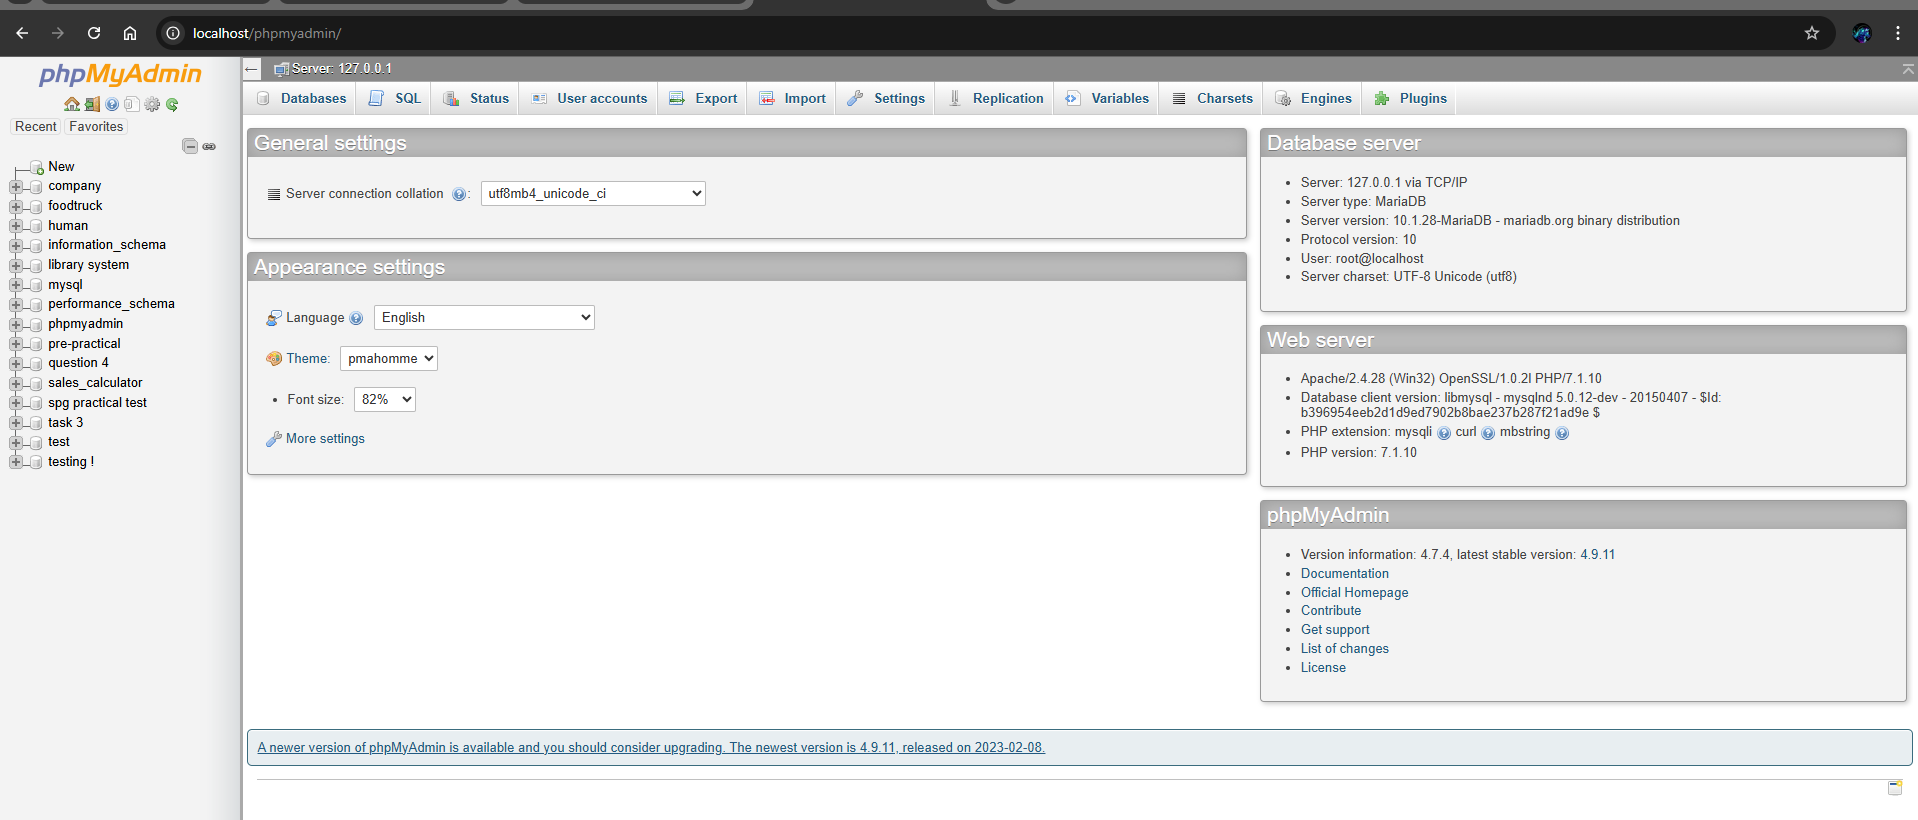 localhost/phpmyadmin/
phpMyAdmin
Recent Favorites
New
company
foodtruck
human
information_schema
library system
mysql
performance_schema
phpmyadmin
pre-practical
question 4
sales_calculator
spg practical test
task 3
test
testing !
Server: 127.0.0.1
Databases SQL Status User accounts Export Import Settings Replication Variables Charsets Engines Plugins
General settings
Server connection collation : utf8mb4_unicode_ci
Appearance settings
Language English
Theme: pmahomme
Font size: 82%
More settings
Database server
Server: 127.0.0.1 via TCP/IP
Server type: MariaDB
Server version: 10.1.28-MariaDB - mariadb.org binary distribution
Protocol version: 10
User: root@localhost
Server charset: UTF-8 Unicode (utf8)
Web server
Apache/2.4.28 (Win32) OpenSSL/1.0.2l PHP/7.1.10
Database client version: libmysql - mysqlnd 5.0.12-dev - 20150407 - $Id:
b396954eeb2d1d9ed7902b8bae237b287f21ad9e $
PHP extension: mysqli curl mbstring
PHP version: 7.1.10
phpMyAdmin
Version information: 4.7.4, latest stable version: 4.9.11
Documentation
Official Homepage
Contribute
Get support
List of changes
License
A newer version of phpMyAdmin is available and you should consider upgrading. The newest version is 4.9.11, released on 2023-02-08.